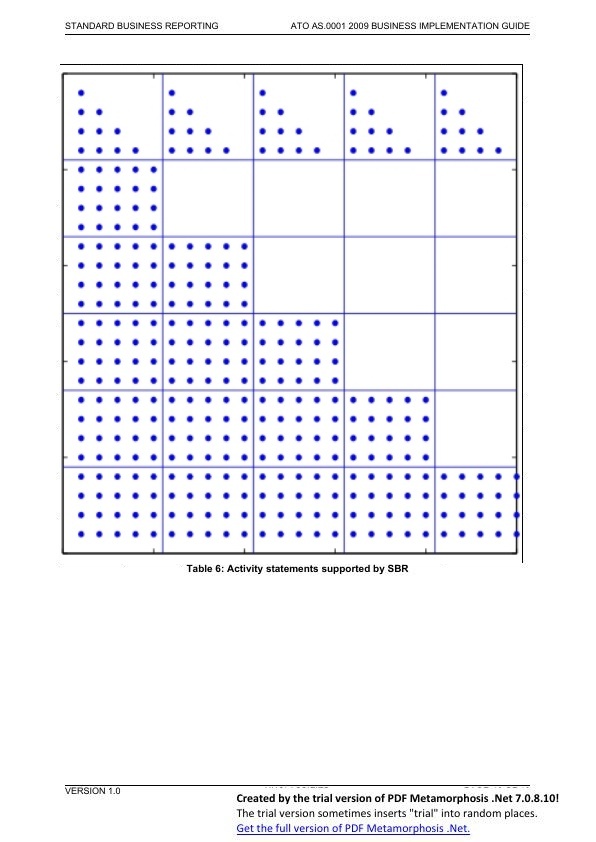 STANDARD BUSINESS REPORTING ATO AS.0001 2009 BUSINESS IMPLEMENTATION GUIDE
Table 6: Activity statements supported by SBR
VERSION 1.0
Created by the trial version of PDF Metamorphosis .Net 7.0.8.10!
The trial version sometimes inserts "trial" into random places.
Get the full version of PDF Metamorphosis .Net.